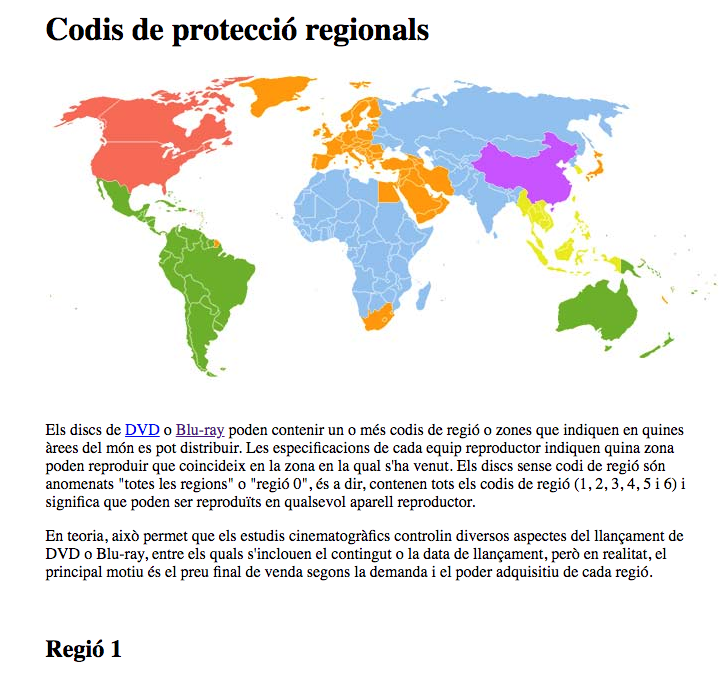 Codis de protecció regionals
Els discs de DVD o Blu-ray poden contenir un o més codis de regió o zones que indiquen en quines
àrees del món es pot distribuir. Les especificacions de cada equip reproductor indiquen quina zona
poden reproduir que coincideix en la zona en la qual s'ha venut. Els discs sense codi de regió són
anomenats "totes les regions" o "regió 0", és a dir, contenen tots els codis de regió (1, 2, 3, 4, 5 i 6) i
significa que poden ser reproduïts en qualsevol aparell reproductor.
En teoria, això permet que els estudis cinematogràfics controlin diversos aspectes del llançament de
DVD o Blu-ray, entre els quals s'inclouen el contingut o la data de llançament, però en realitat, el
principal motiu és el preu final de venda segons la demanda i el poder adquisitiu de cada regió.
Regió 1